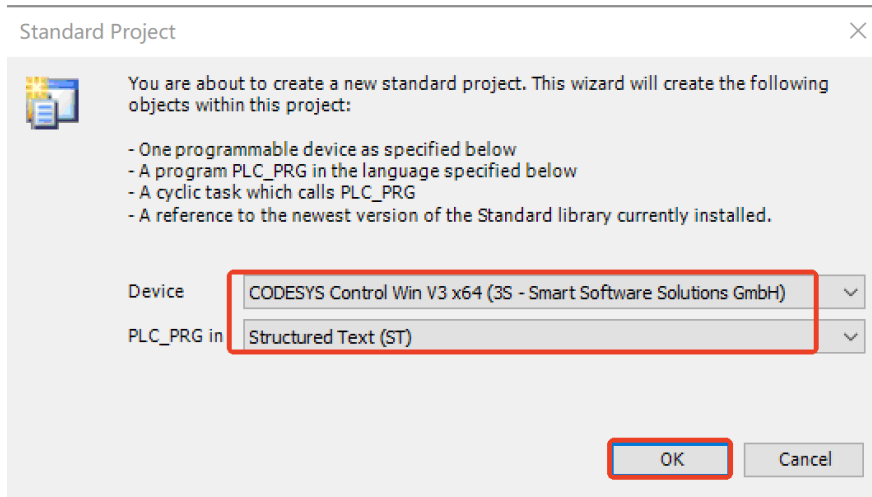 Standard Project
You are about to create a new standard project. This wizard will create the following
objects within this project:
- One programmable device as specified below
- A program PLC_PRG in the language specified below
- A cyclic task which calls PLC_PRG
- A reference to the newest version of the Standard library currently installed.
Device CODESYS Control Win V3 x64 (3S - Smart Software Solutions GmbH)
PLC_PRG in Structured Text (ST)
OK Cancel